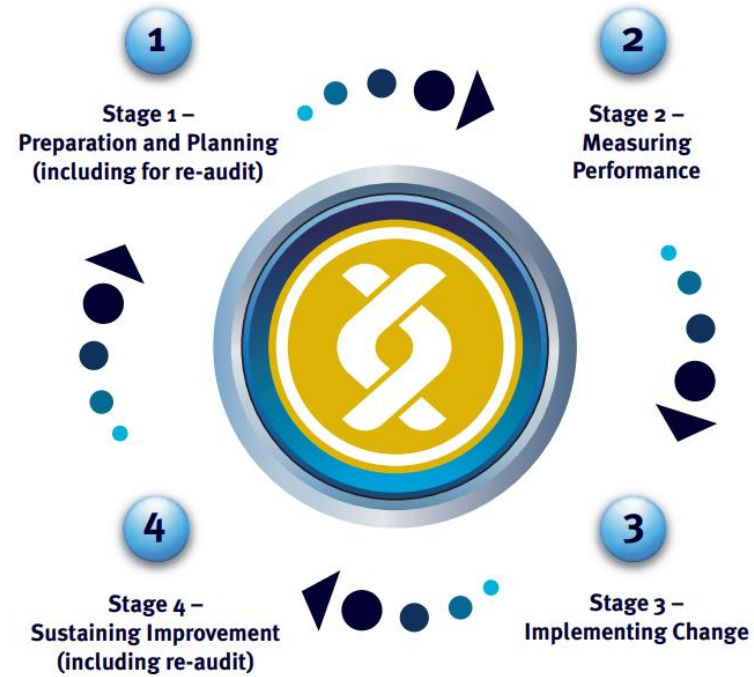 1
Stage 1 –
Preparation and Planning
(including for re-audit)
2
Stage 2 –
Measuring
Performance
3
Stage 3 –
Implementing Change
4
Stage 4 –
Sustaining Improvement
(including re-audit)